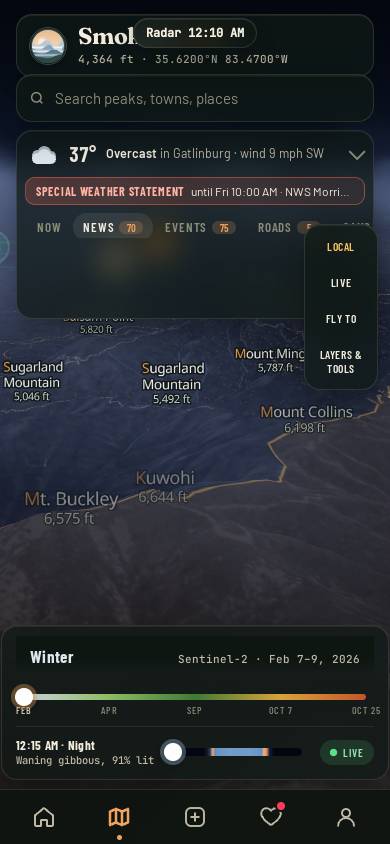 Radar 12:10 AM
4,364 ft · 35.6200°N 83.4700°W
Search peaks, towns, places
37° Overcast in Gatlinburg · wind 9 mph SW
SPECIAL WEATHER STATEMENT until Fri 10:00 AM · NWS Morri...
NOW NEWS 70 EVENTS 75 ROADS
LOCAL
LIVE
FLY TO
LAYERS &
TOOLS
5,820 ft
Sugarland
Mountain
5,046 ft
Sugarland
Mountain
5,492 ft
Mount Ming
5,787 ft
Mount Collins
6,198 ft
Kuwohi
6,644 ft
Mt. Buckley
6,575 ft
Winter Sentinel-2 · Feb 7–9, 2026
FEB APR SEP OCT 7 OCT 25
12:15 AM · Night
Waning gibbous, 91% lit
LIVE